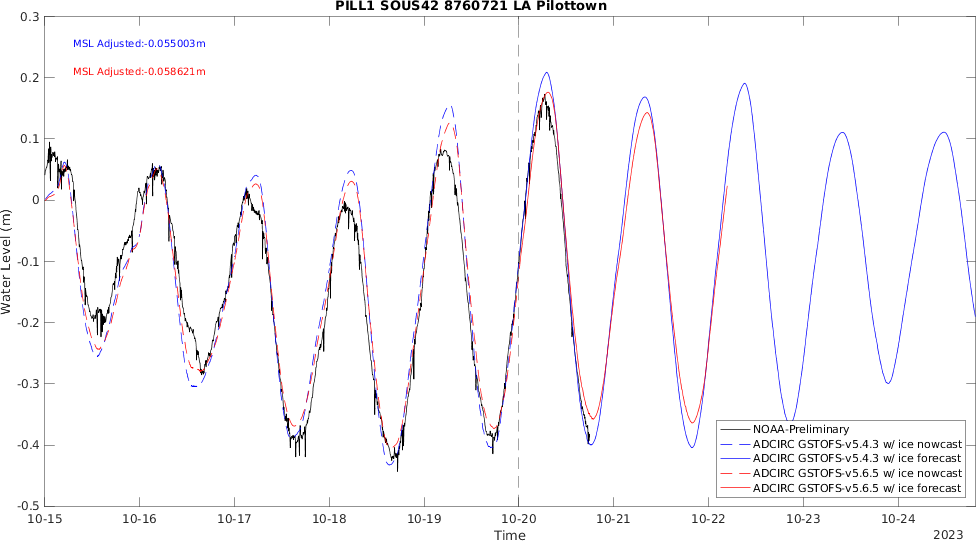 PILL1 SOUS42 8760721 LA Pilottown
MSL Adjusted:-0.055003m
MSL Adjusted:-0.058621m
0.3
0.2
0.1
0
-0.1
-0.2
-0.3
-0.4
-0.5
Water Level (m)
NOAA-Preliminary
ADCIRC GSTOFS-v5.4.3 w/ ice nowcast
ADCIRC GSTOFS-v5.4.3 w/ ice forecast
ADCIRC GSTOFS-v5.6.5 w/ ice nowcast
ADCIRC GSTOFS-v5.6.5 w/ ice forecast
10-15 10-16 10-17 10-18 10-19 10-20 10-21 10-22 10-23 10-24
Time
2023